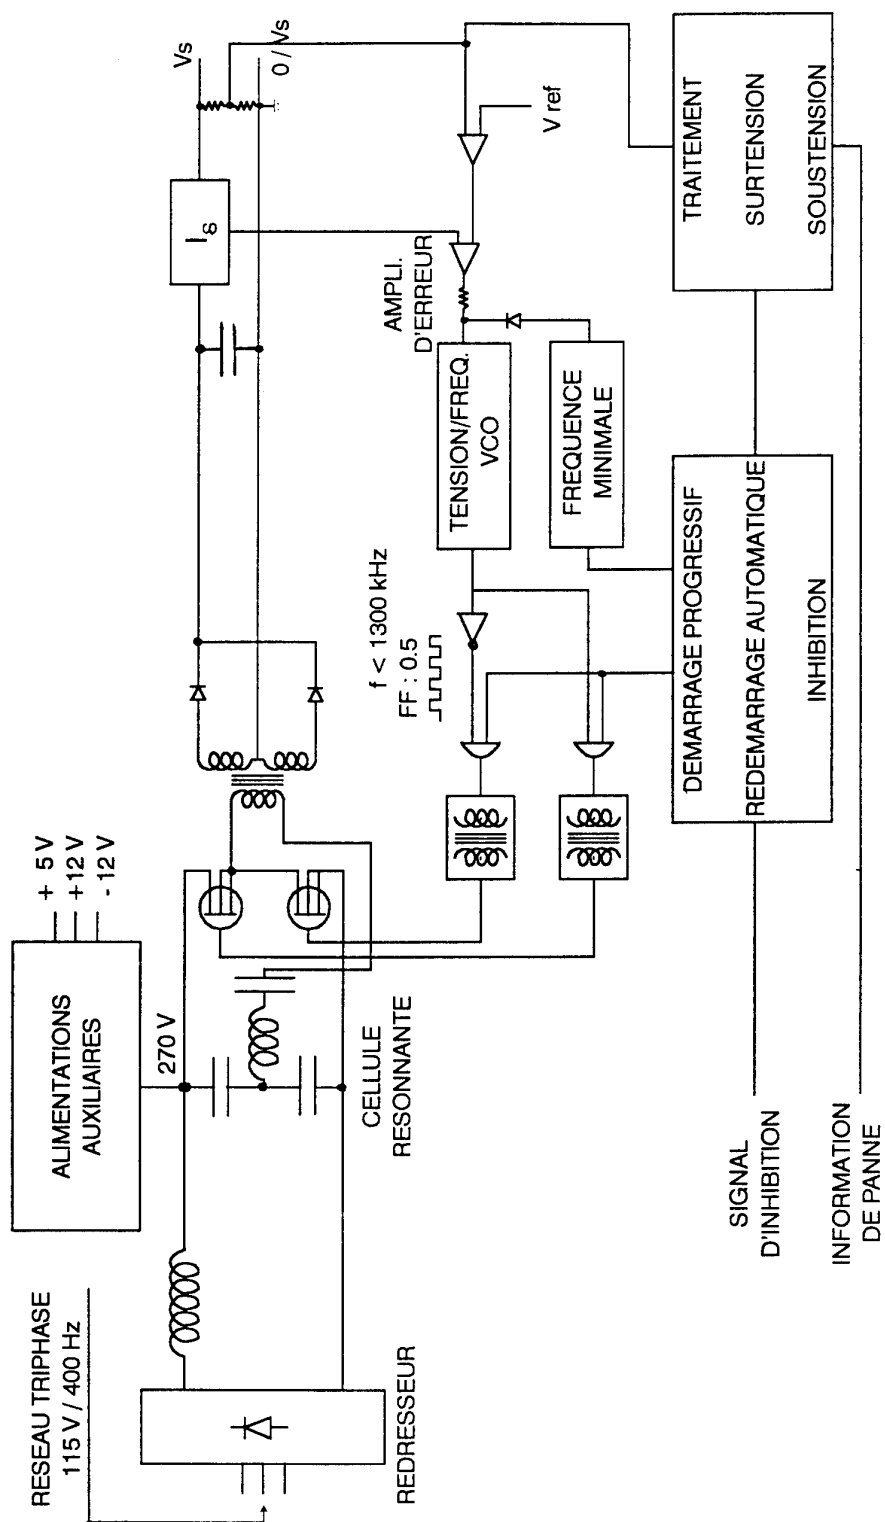 RESEAU TRIPHASE
115 V / 400 Hz
REDRESSEUR
ALIMENTATIONS
AUXILIAIRES
+ 5 V
+12 V
- 12 V
270 V
CELLULE
RESONNANTE
Is
Vs
0 / Vs
V ref
AMPLI.
D'ERREUR
TENSION/FREQ.
VCO
FREQUENCE
MINIMALE
f < 1300 kHz
FF : 0.5
TRAITEMENT
SURTENSION
SOUSTENSION
DEMARRAGE PROGRESSIF
REDEMARRAGE AUTOMATIQUE
INHIBITION
SIGNAL
D'INHIBITION
INFORMATION
DE PANNE